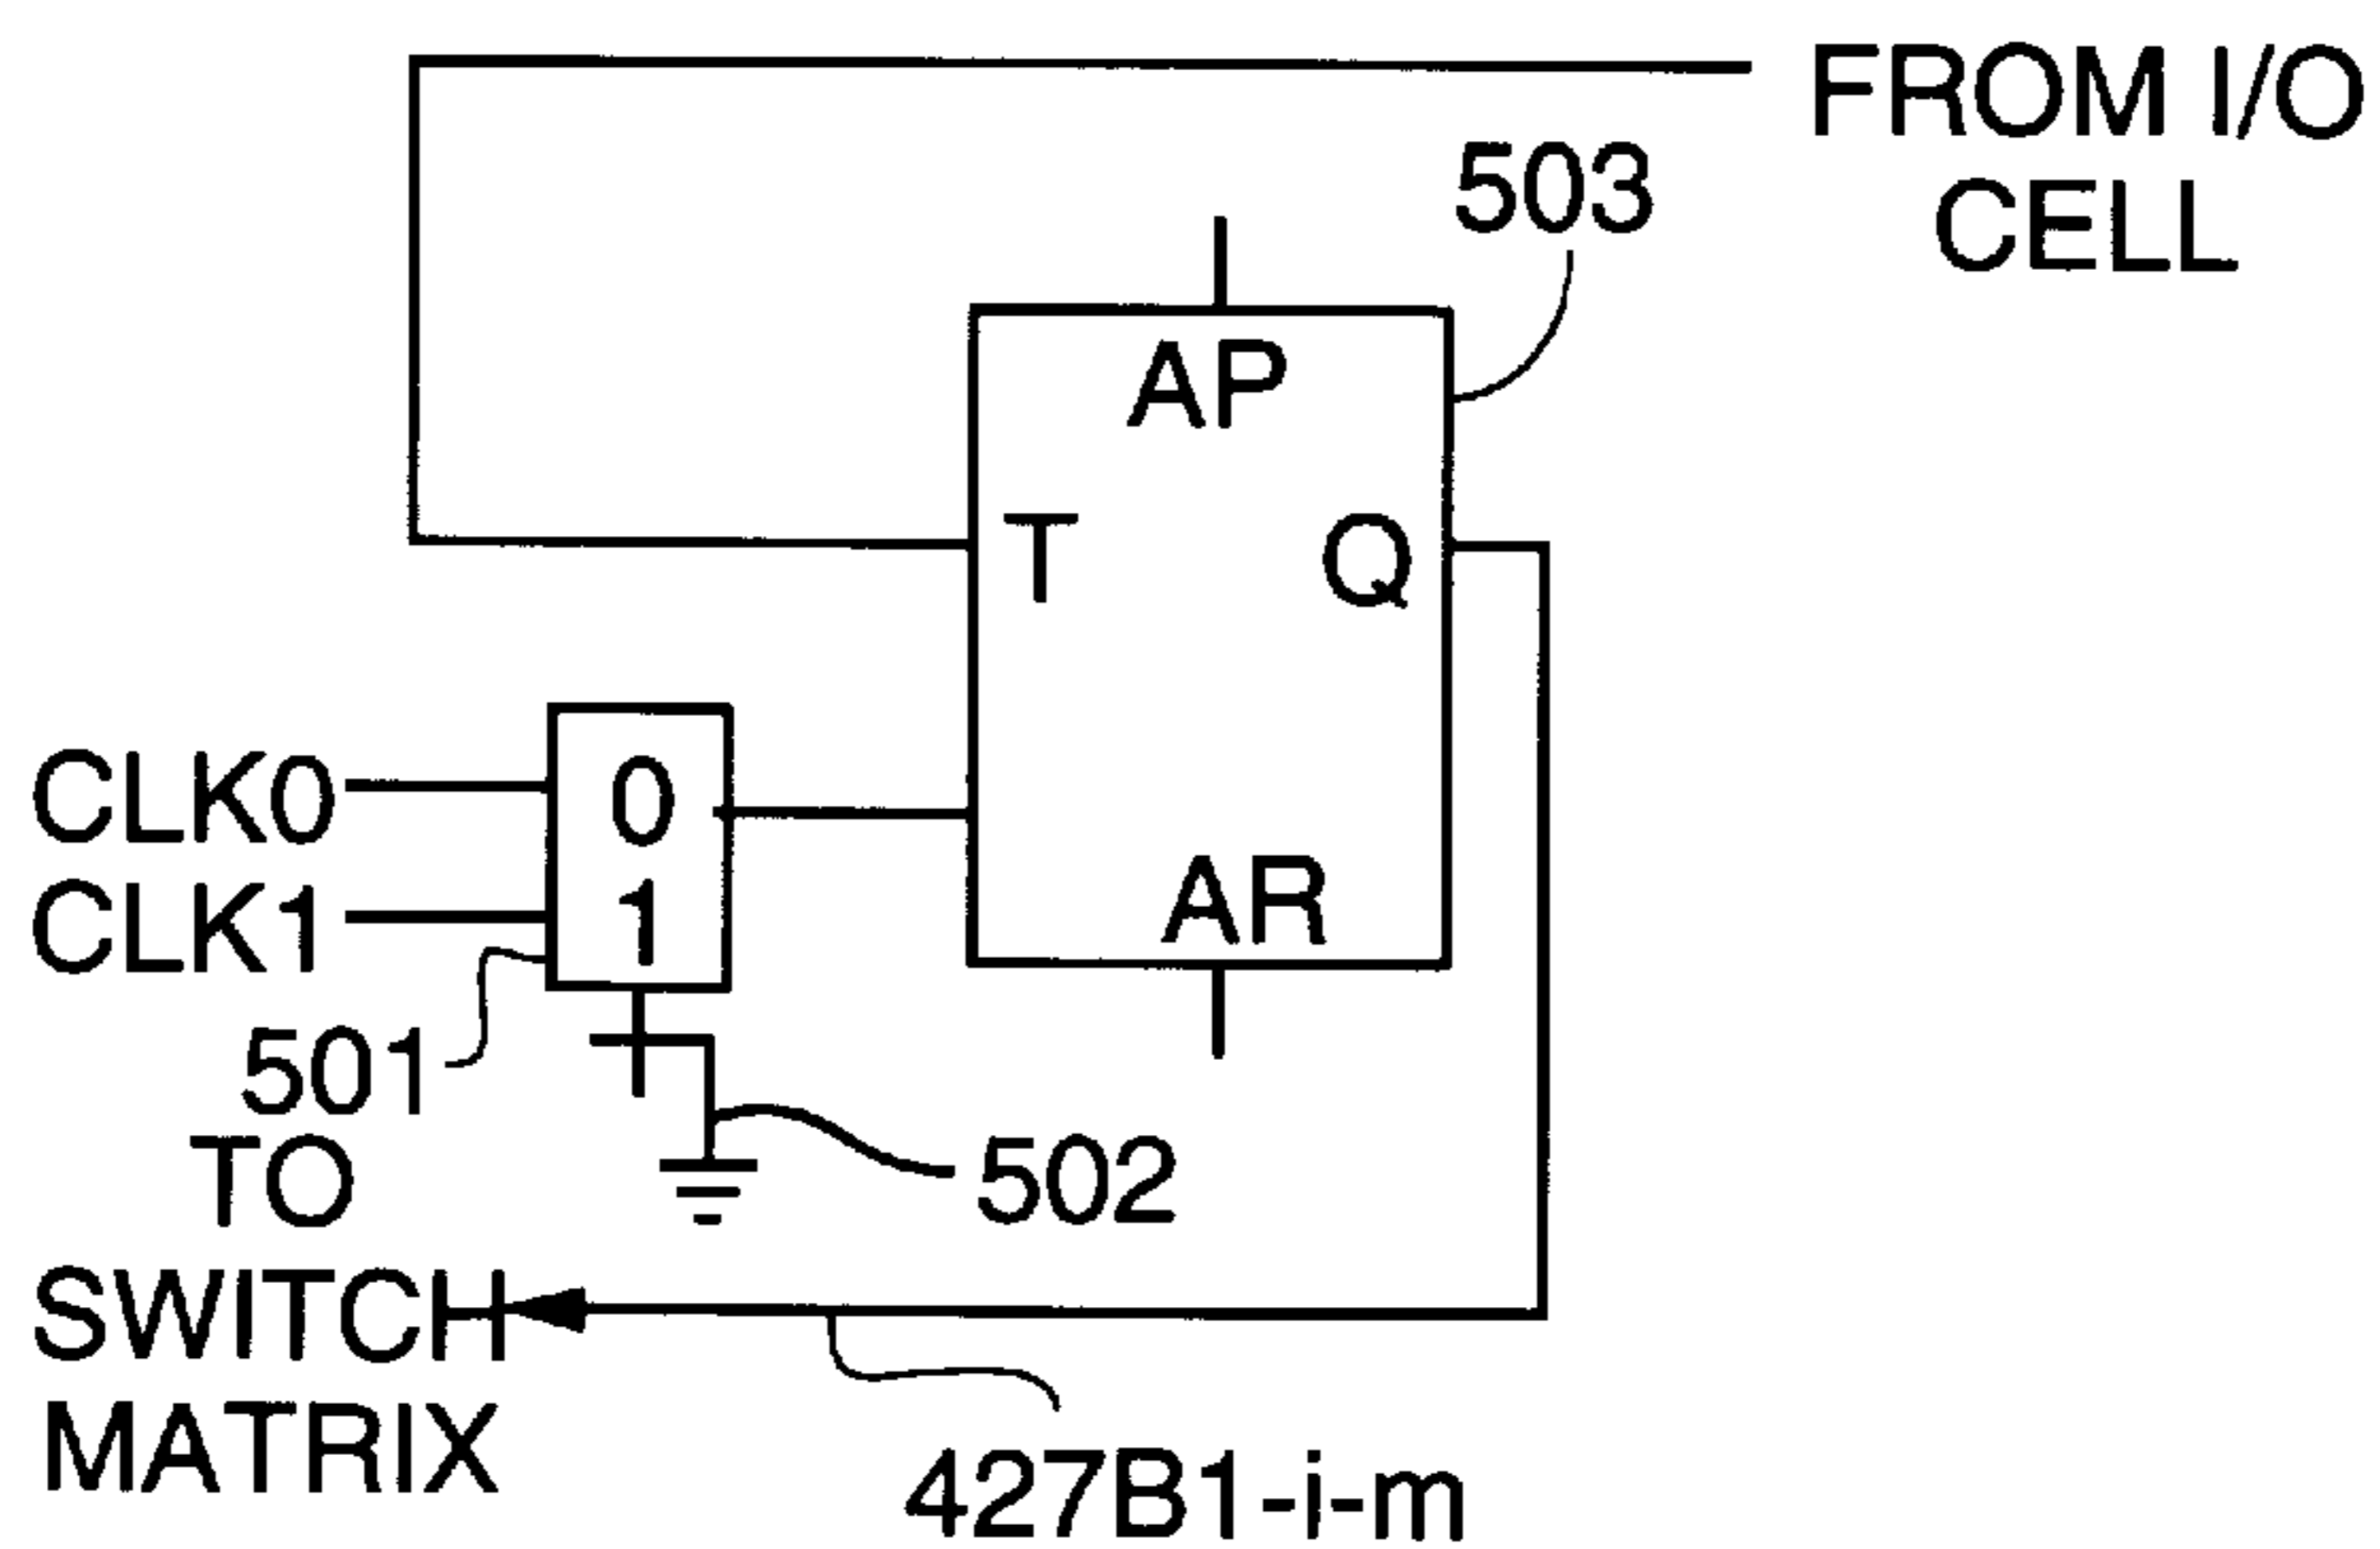 FROM I/O
CELL
503
AP
T
Q
CLK0
0
CLK1
1
AR
501
502
TO
SWITCH
MATRIX
427B1-i-m